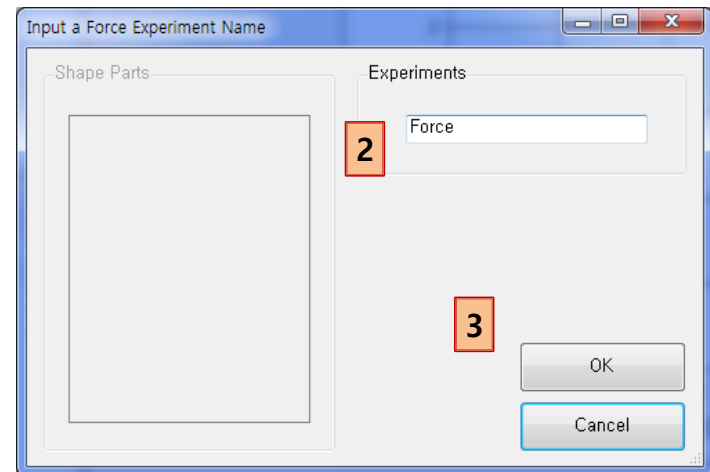 Input a Force Experiment Name
Shape Parts
Experiments
Force
2
3
OK
Cancel